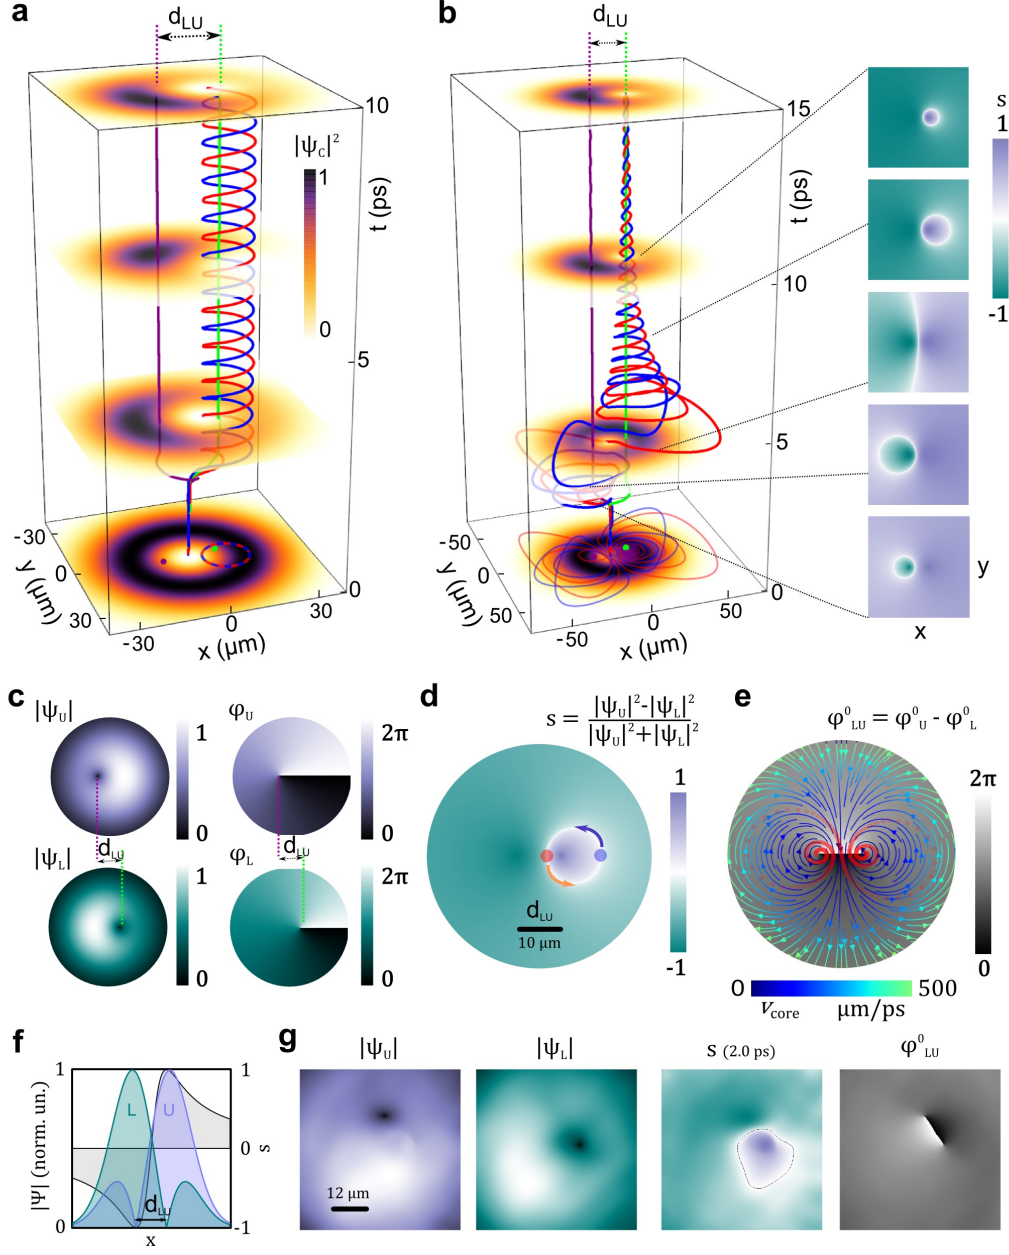 a
d_LU
10
|ψ_C|²
1
0
t (ps)
5
-30
0
30
y (μm)
-30
0
30
x (μm)
0
b
d_LU
15
t (ps)
10
5
-50
0
50
y (μm)
-50
0
50
x (μm)
0
s
1
-1
y
x
c
|ψ_U|
1
0
φ_U
2π
0
d_LU
d_LU
|ψ_L|
1
0
φ_L
2π
0
d
s = |ψ_U|²-|ψ_L|² / |ψ_U|²+|ψ_L|²
1
-1
d_LU
10 μm
e
φ⁰_LU = φ⁰_U - φ⁰_L
2π
0
0
500
v_core
μm/ps
f
1
0
|Ψ| (norm. un.)
L
U
d_LU
x
1
0
-1
s
g
|ψ_U|
|ψ_L|
s (2.0 ps)
φ⁰_LU
12 μm